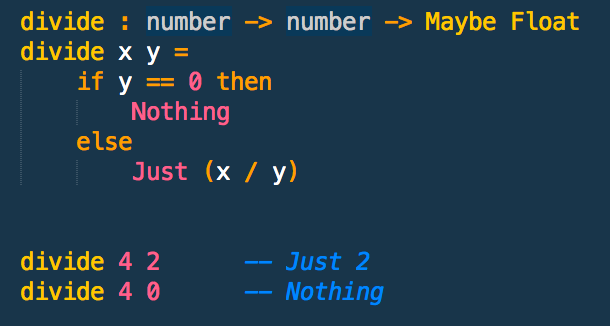 divide : number -> number -> Maybe Float
divide x y =
    if y == 0 then
        Nothing
    else
        Just (x / y)
divide 4 2      -- Just 2
divide 4 0      -- Nothing